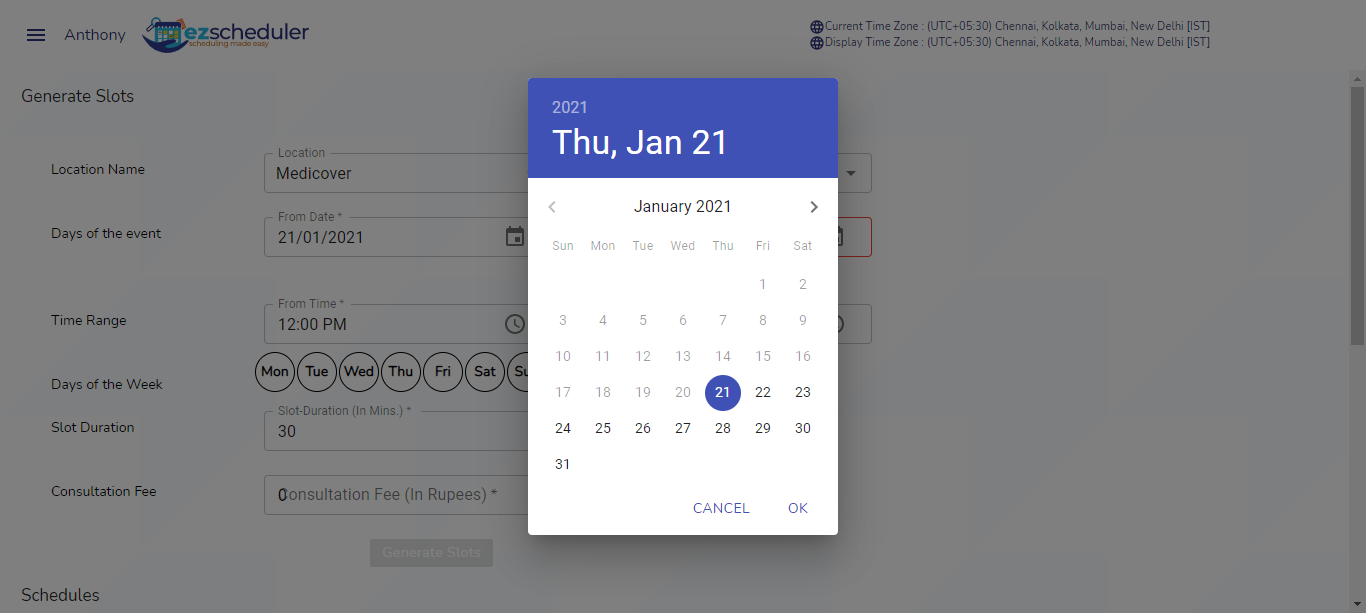 Anthony
ezscheduler
scheduling made easy
Current Time Zone : (UTC+05:30) Chennai, Kolkata, Mumbai, New Delhi [IST]
Display Time Zone : (UTC+05:30) Chennai, Kolkata, Mumbai, New Delhi [IST]
Generate Slots
Location Name
Location
Medicover
Days of the event
From Date *
21/01/2021
Time Range
From Time *
12:00 PM
Days of the Week
Mon Tue Wed Thu Fri Sat Su
Slot Duration
Slot-Duration (In Mins.) *
30
Consultation Fee
0
Consultation Fee (In Rupees) *
Generate Slots
Schedules
2021
Thu, Jan 21
January 2021
Sun Mon Tue Wed Thu Fri Sat
1 2
3 4 5 6 7 8 9
10 11 12 13 14 15 16
17 18 19 20 21 22 23
24 25 26 27 28 29 30
31
CANCEL OK